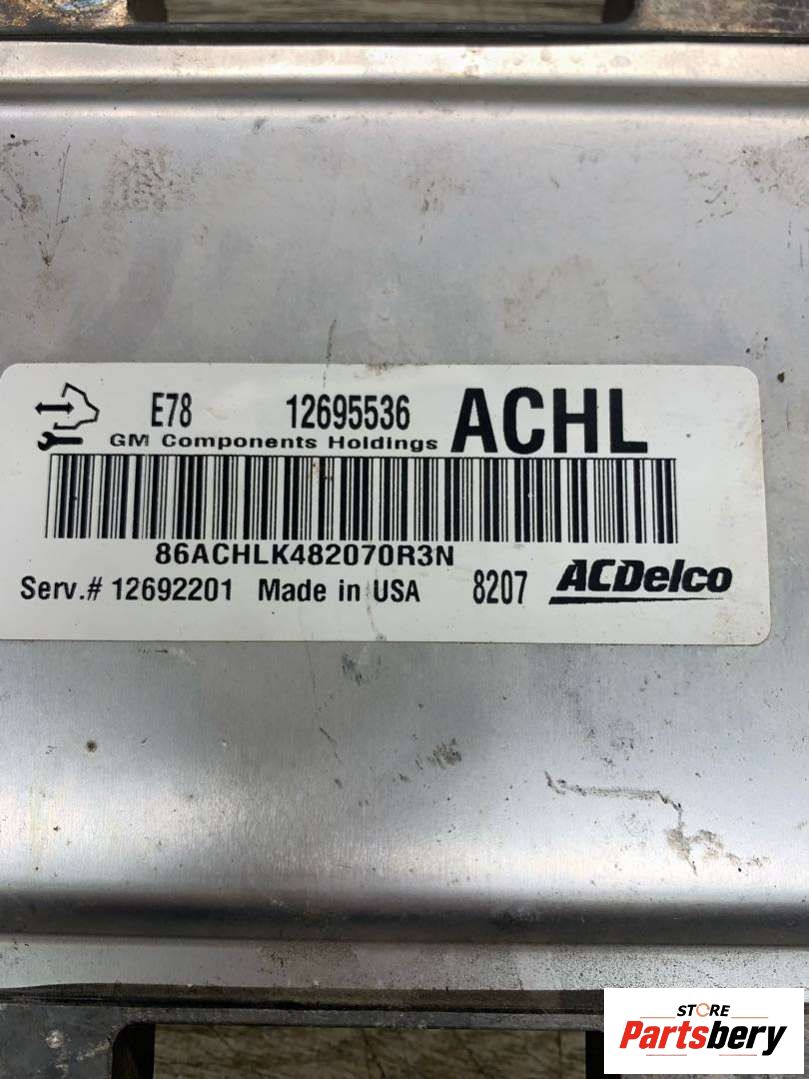 E78 12695536 ACHL
GM Components Holdings
86ACHLK482070R3N
Serv.# 12692201 Made in USA 8207 ACDelco
STORE
Partsbery